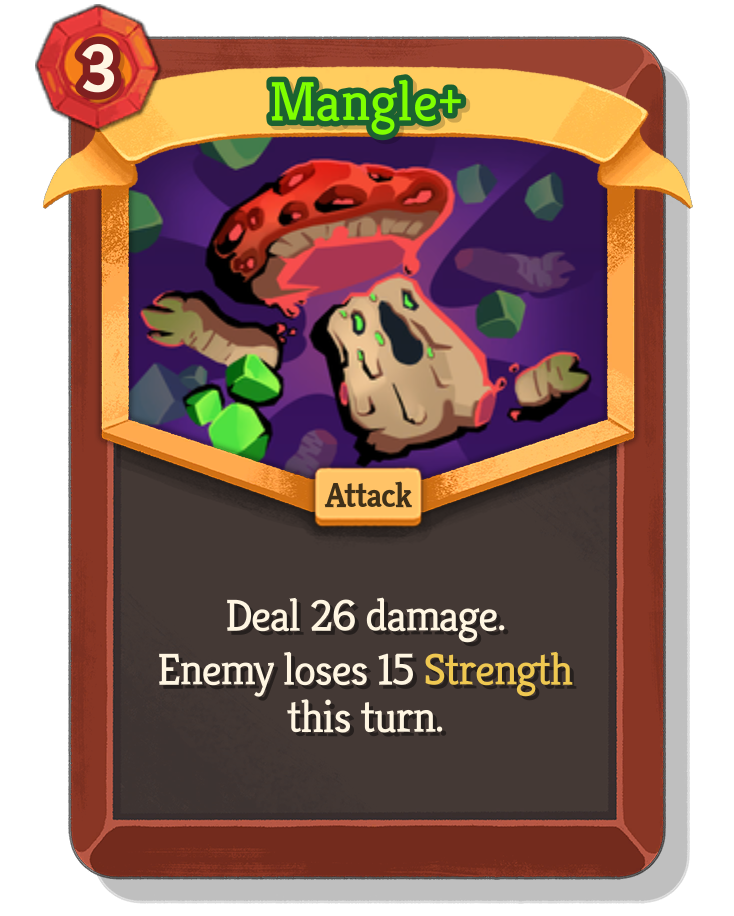 3
Mangle+
Attack
Deal 26 damage.
Enemy loses 15 Strength
this turn.